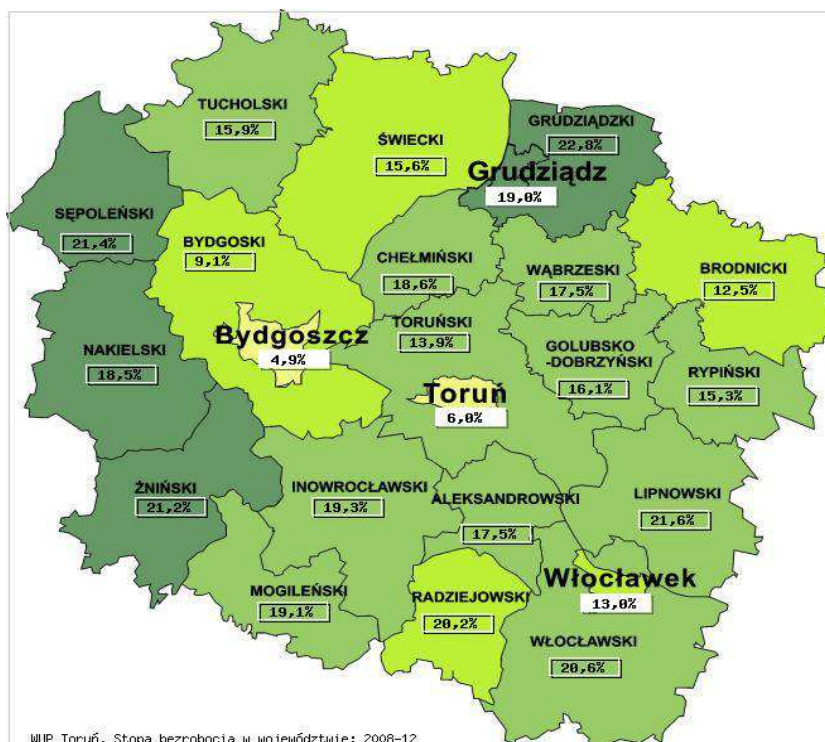 TUCHOLSKI
15,9%
ŚWIECKI
15,6%
GRUDZIĄDZKI
22,8%
Grudziądz
19,0%
SĘPOLEŃSKI
21,4%
BYDGOSKI
9,1%
CHEŁMIŃSKI
18,6%
WĄBRZESKI
17,5%
BRODNICKI
12,5%
Bydgoszcz
4,9%
TORUŃSKI
13,9%
NAKIELSKI
18,5%
GOLUBSKO
-DOBRZYŃSKI
16,1%
RYPIŃSKI
15,3%
Toruń
6,0%
ŻNIŃSKI
21,2%
INOWROCŁAWSKI
19,3%
ALEKSANDROWSKI
17,5%
LIPNOWSKI
21,6%
MOGILEŃSKI
19,1%
RADZIEJOWSKI
20,2%
Włocławek
13,0%
WŁOCŁAWSKI
20,6%
WUP Toruń. Stopa bezrobocia w województwie: 2008-12